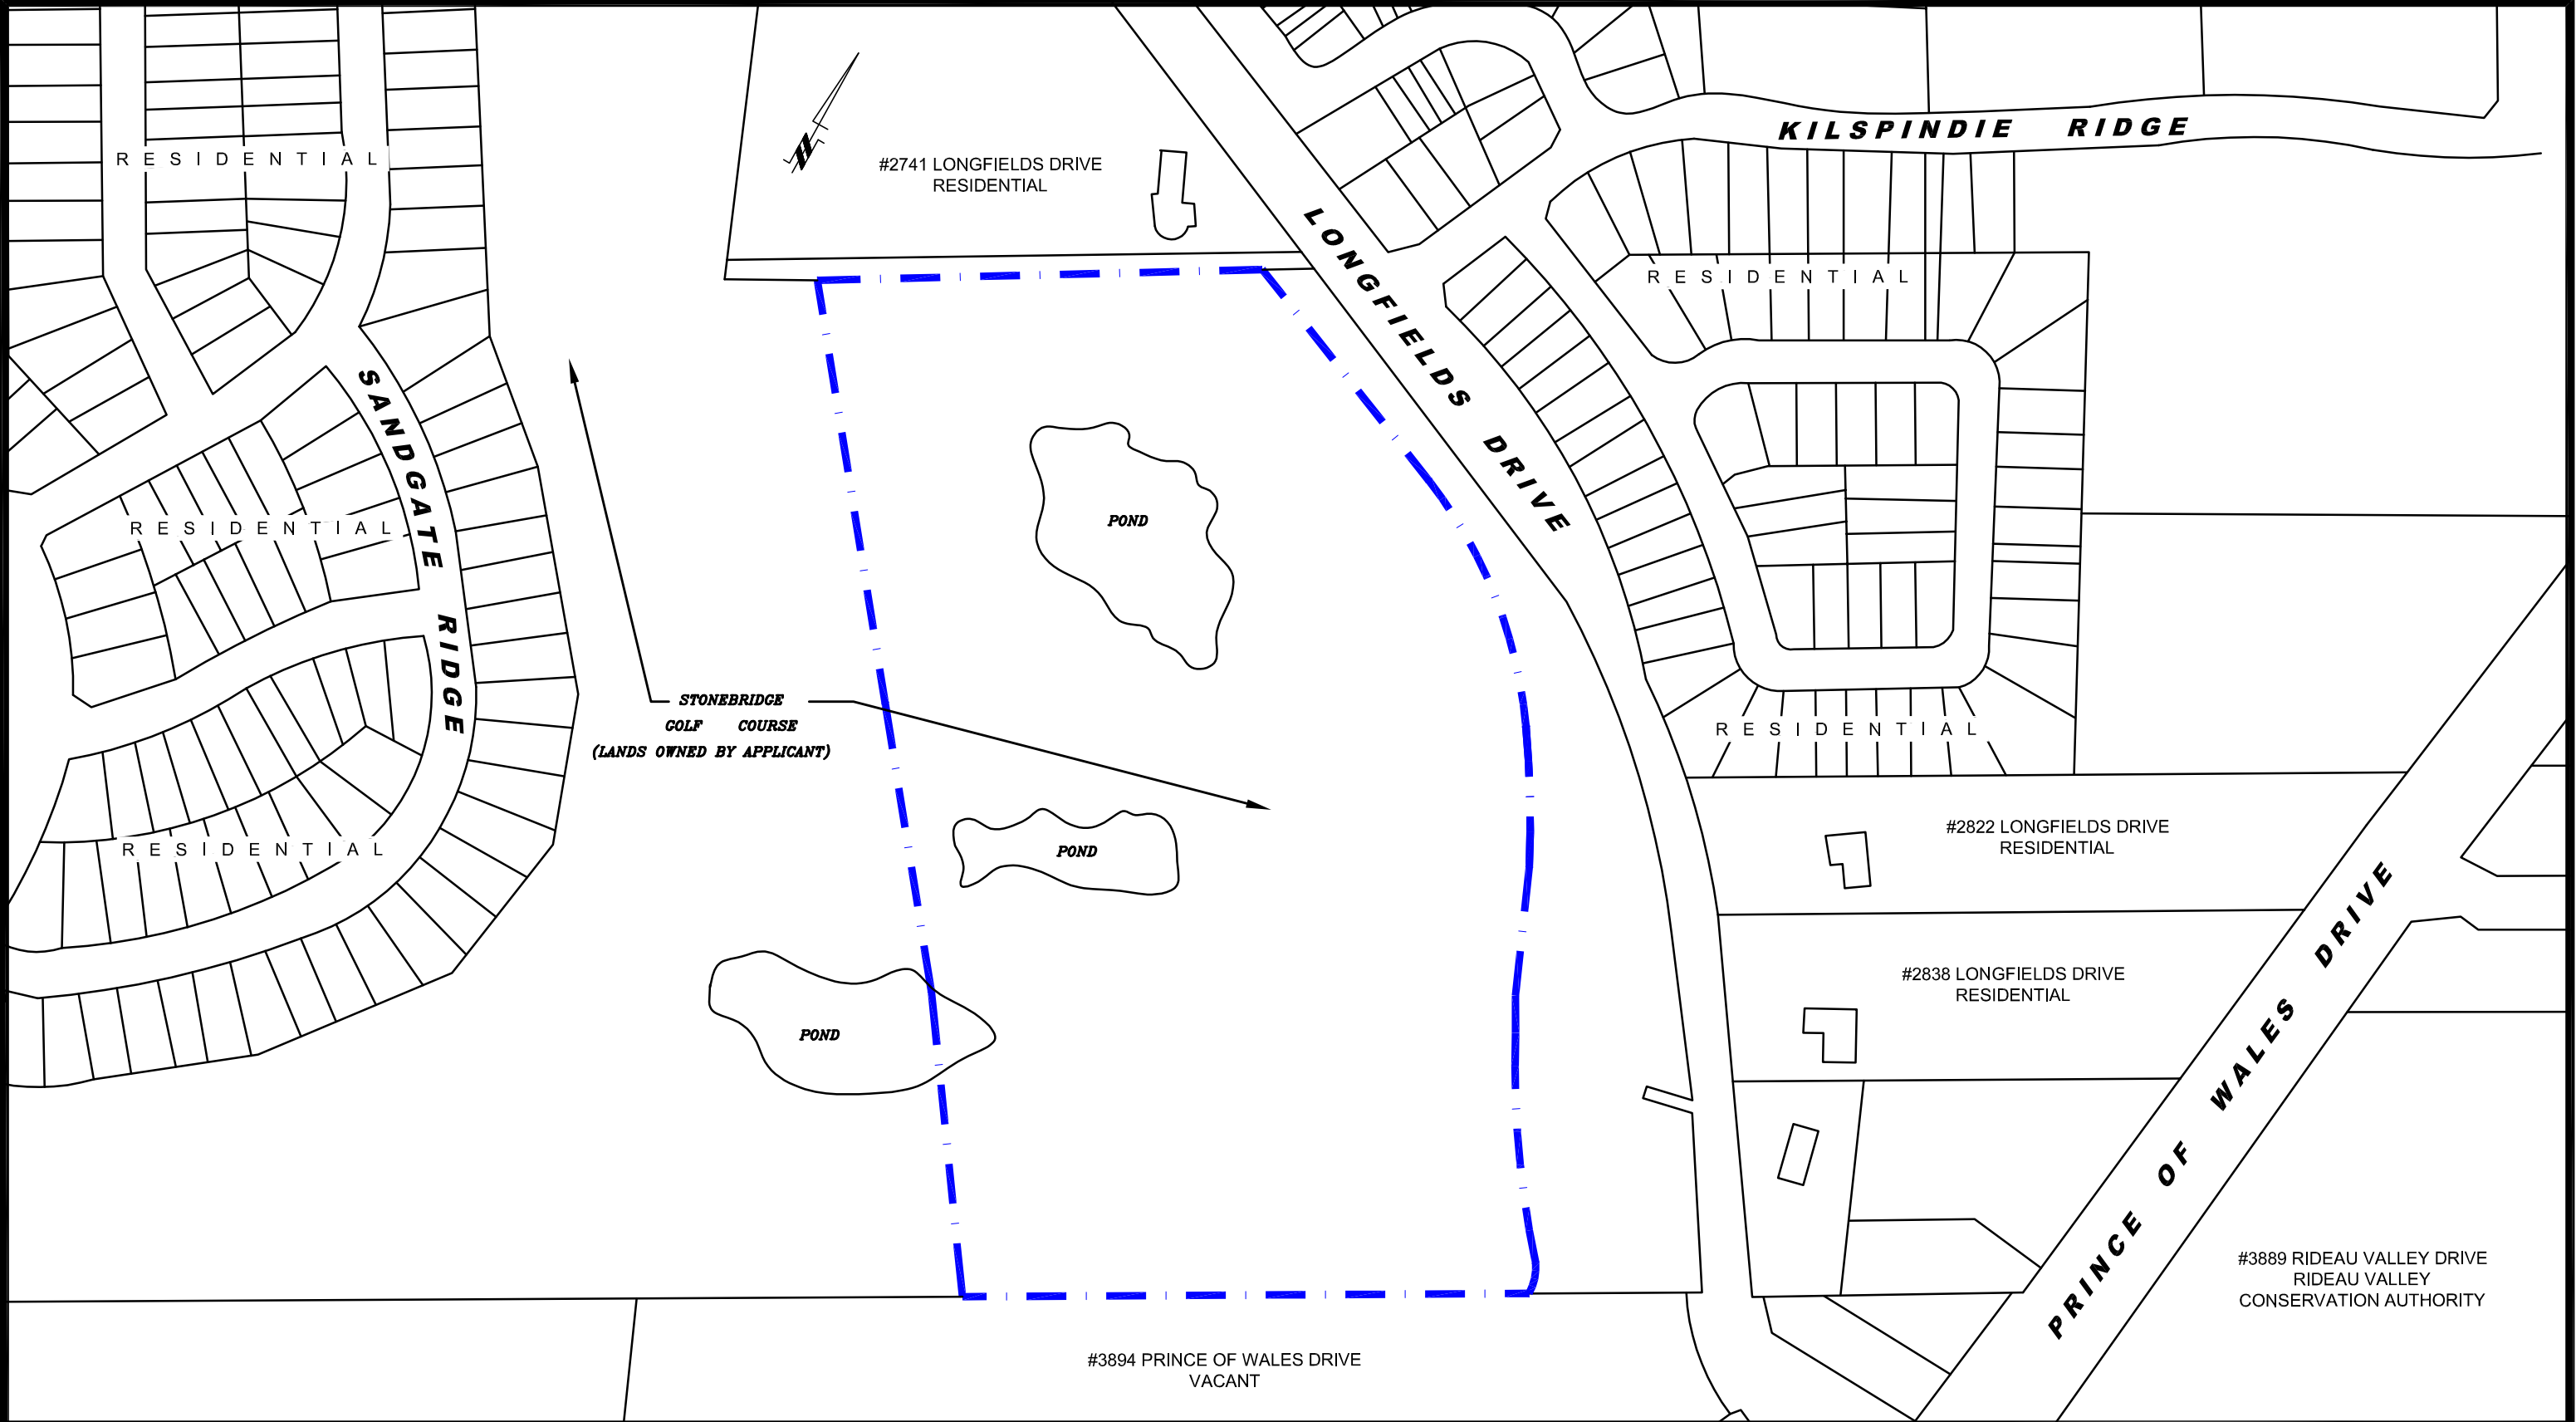 KILSPINDIE RIDGE
RESIDENTIAL
#2741 LONGFIELDS DRIVE
RESIDENTIAL
LONGFIELDS DRIVE
RESIDENTIAL
SANDGATE RIDGE
RESIDENTIAL
POND
STONEBRIDGE
GOLF COURSE
(LANDS OWNED BY APPLICANT)
RESIDENTIAL
#2822 LONGFIELDS DRIVE
RESIDENTIAL
RESIDENTIAL
POND
#2838 LONGFIELDS DRIVE
RESIDENTIAL
POND
PRINCE OF WALES DRIVE
#3889 RIDEAU VALLEY DRIVE
RIDEAU VALLEY
CONSERVATION AUTHORITY
#3894 PRINCE OF WALES DRIVE
VACANT